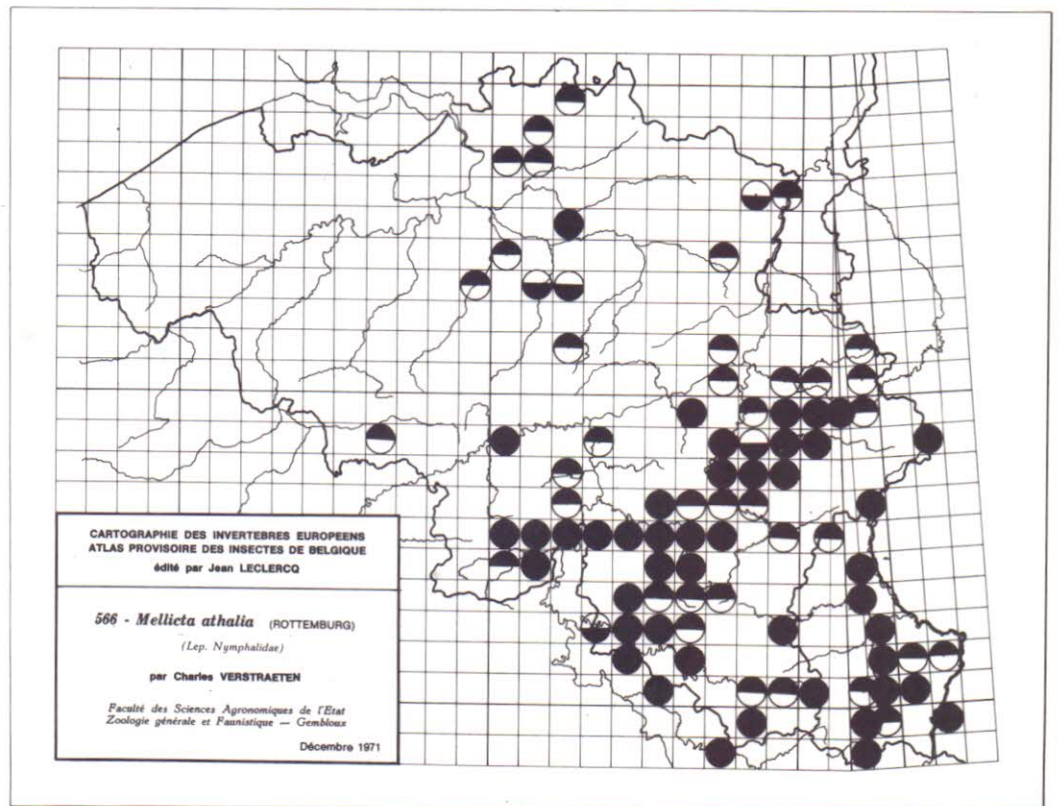 CARTOGRAPHIE DES INVERTEBRES EUROPEENS
ATLAS PROVISOIRE DES INSECTES DE BELGIQUE
édité par Jean LECLERCQ
566 - Mellicta athalia (ROTTEMBURG)
(Lep. Nymphalidae)
par Charles VERSTRAETEN
Faculté des Sciences Agronomiques de l'Etat
Zoologie générale et Faunistique — Gembloux
Décembre 1971